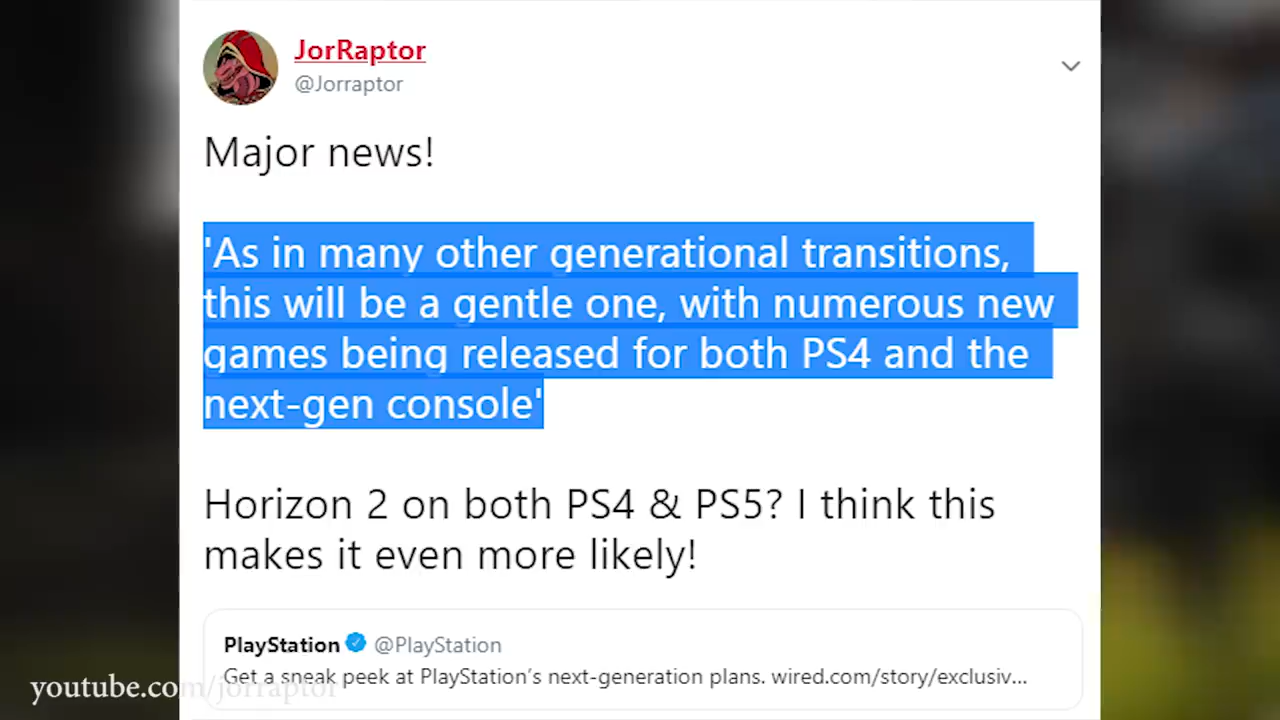 JorRaptor
@Jorraptor
Major news!
'As in many other generational transitions,
this will be a gentle one, with numerous new
games being released for both PS4 and the
next-gen console'
Horizon 2 on both PS4 & PS5? I think this
makes it even more likely!
PlayStation @PlayStation
Get a sneak peek at PlayStation's next-generation plans. wired.com/story/exclusiv...
youtube.com/jorraptor